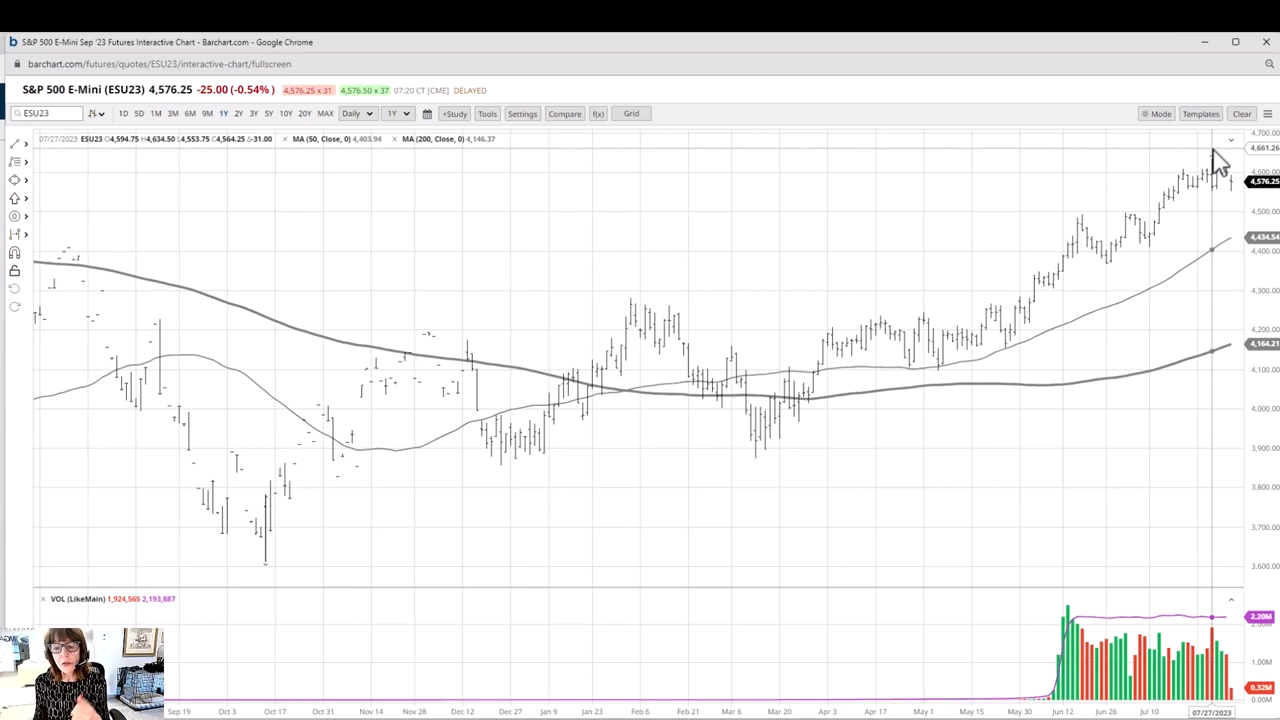 S&P 500 E-Mini Sep '23 Futures Interactive Chart - Barchart.com - Google Chrome
barchart.com/futures/quotes/ESU23/interactive-chart/fullscreen
S&P 500 E-Mini (ESU23) 4,576.25 -25.00 (-0.54%) 4,576.25 x 31 4,576.50 x 37 07:20 CT [CME] DELAYED
ESU23 1D 5D 1M 3M 6M 9M 1Y 2Y 3Y 5Y 10Y 20Y MAX Daily 1Y +Study Tools Settings Compare f(x) Grid Mode Templates Clear
07/27/2023 ESU23 O4,594.75 H4,634.50 L4,553.75 C4,564.25 Δ-31.00 MA (50, Close, 0) 4,403.94 MA (200, Close, 0) 4,146.37
4,700.00
4,661.26
4,600.00
4,576.25
4,500.00
4,434.54
4,400.00
4,300.00
4,200.00
4,164.21
4,100.00
4,000.00
3,900.00
3,800.00
3,700.00
3,600.00
VOL (LikeMain) 1,924,565 2,193,887
2.20M
1.00M
0.32M
0.00M
Sep 19 Oct 3 Oct 17 Oct 31 Nov 14 Nov 28 Dec 12 Dec 27 Jan 9 Jan 23 Feb 6 Feb 21 Mar 6 Mar 20 Apr 3 Apr 17 May 1 May 15 May 30 Jun 12 Jun 26 Jul 10 07/27/2023